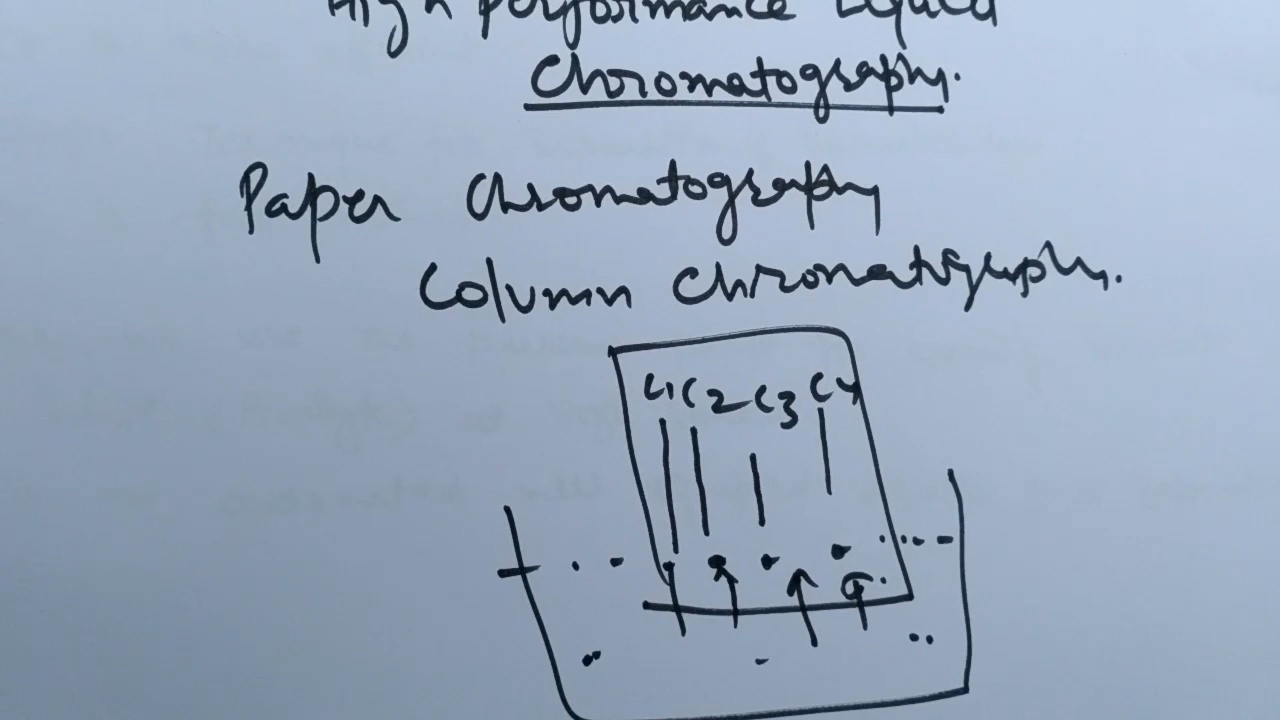 High Performance Liquid
Chromatography.
Paper Chromatography
Column Chromatography.
C1 C2 C3 C4